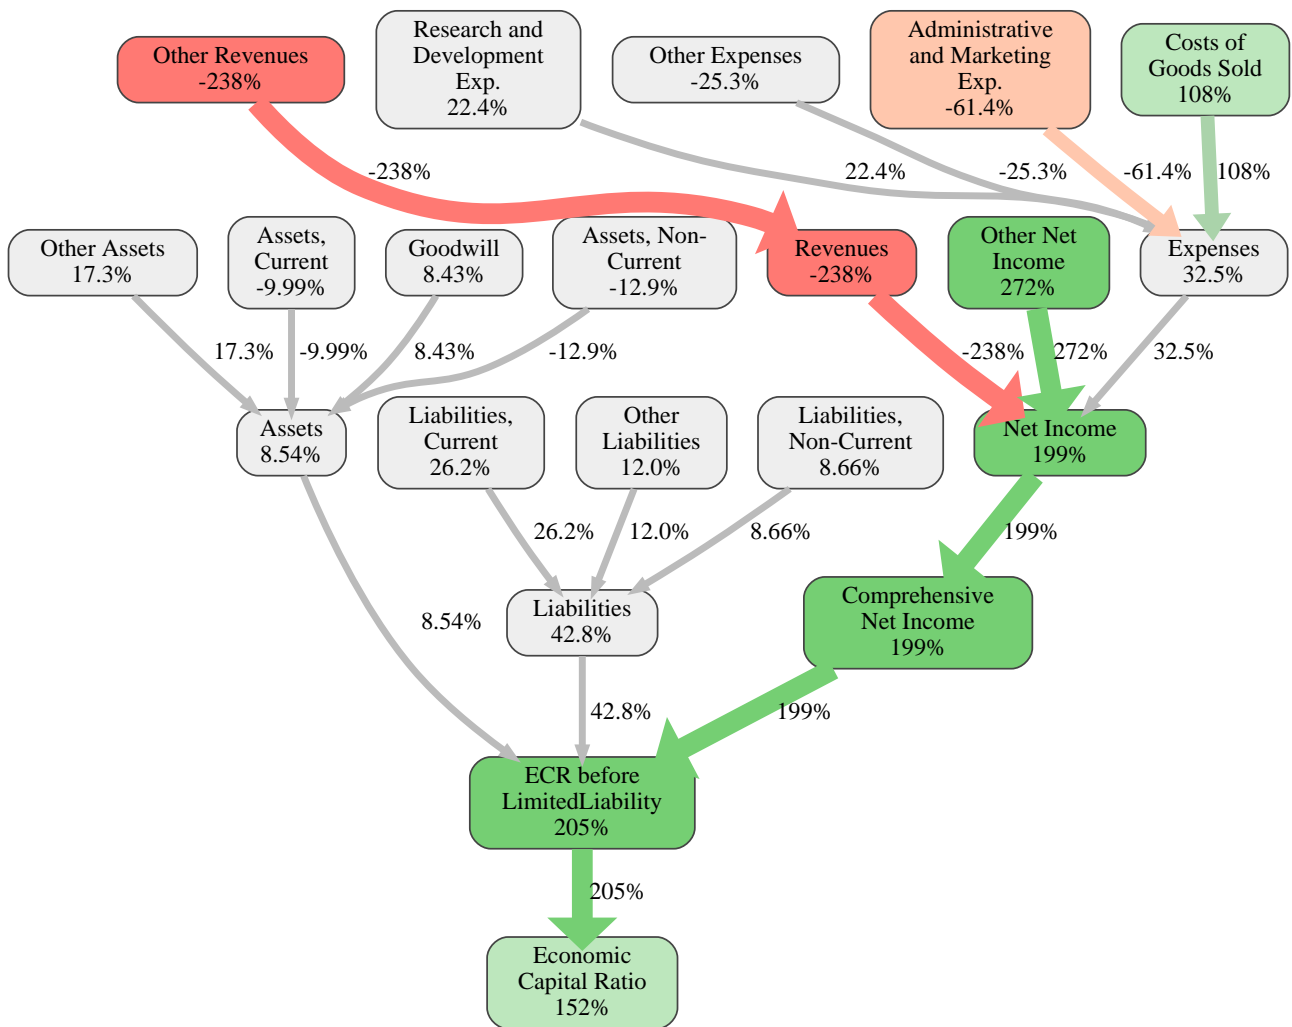 Other Revenues
-238%
Research and
Development
Exp.
22.4%
Other Expenses
-25.3%
Administrative
and Marketing
Exp.
-61.4%
Costs of
Goods Sold
108%
-238%
22.4%
-25.3%
-61.4%
108%
Other Assets
17.3%
Assets,
Current
-9.99%
Goodwill
8.43%
Assets, Non-
Current
-12.9%
Revenues
-238%
Other Net
Income
272%
Expenses
32.5%
17.3%
-9.99%
8.43%
-12.9%
-238%
272%
32.5%
Assets
8.54%
Liabilities,
Current
26.2%
Other
Liabilities
12.0%
Liabilities,
Non-Current
8.66%
Net Income
199%
26.2%
12.0%
8.66%
199%
8.54%
Liabilities
42.8%
Comprehensive
Net Income
199%
42.8%
199%
ECR before
LimitedLiability
205%
205%
Economic
Capital Ratio
152%